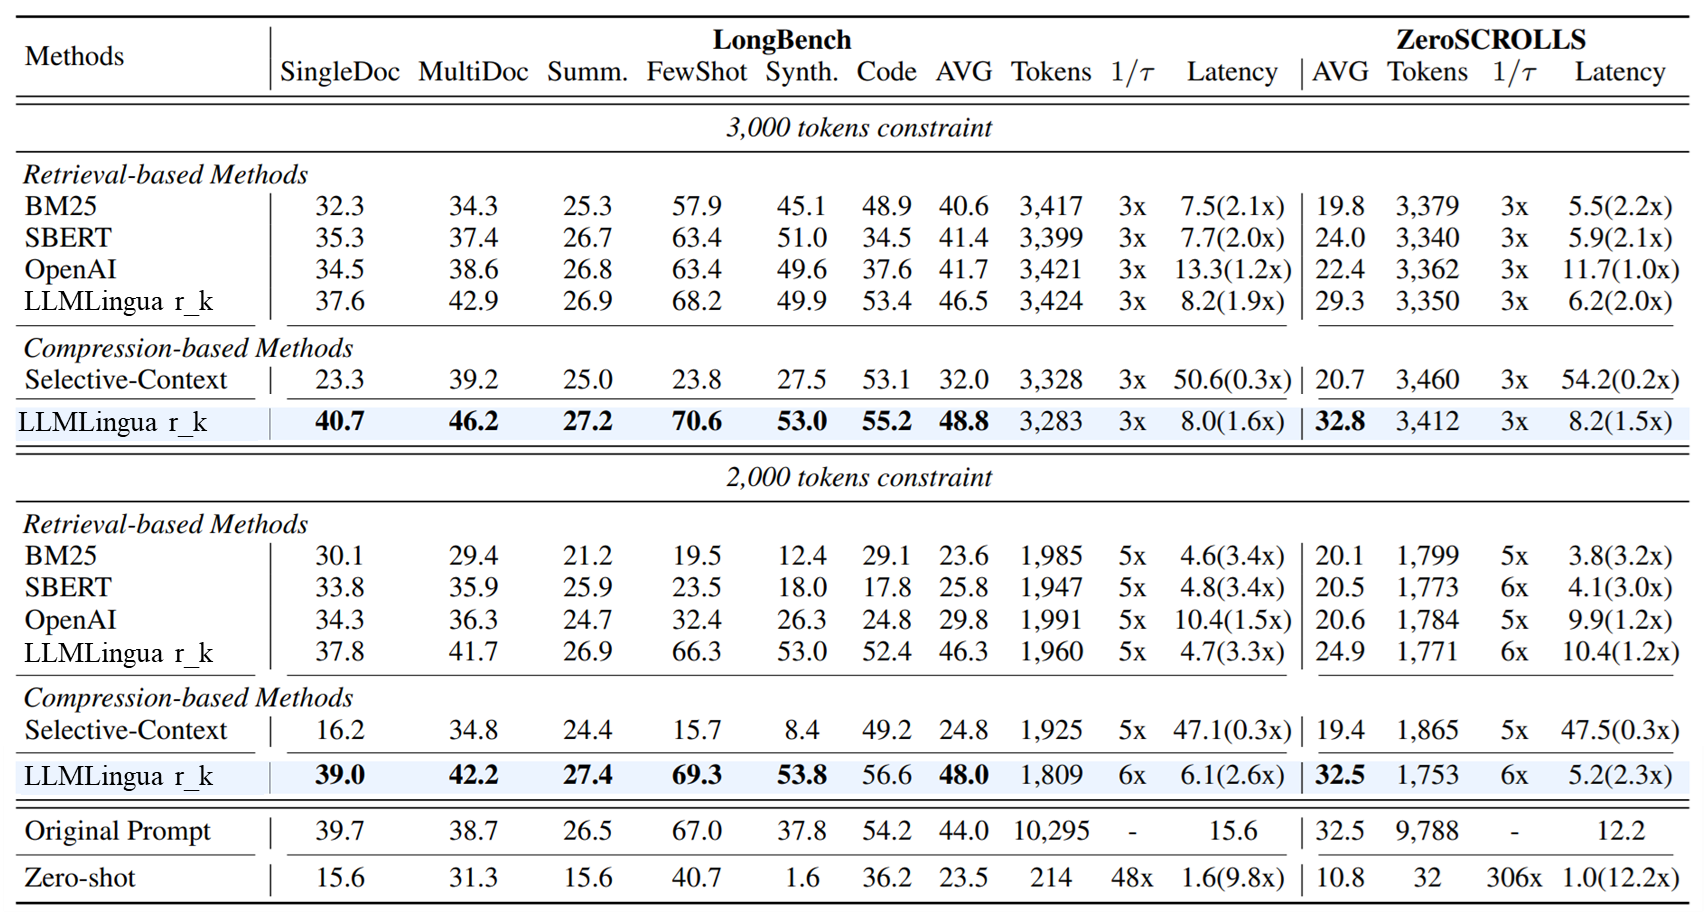 Methods LongBench ZeroSCROLLS
SingleDoc MultiDoc Summ. FewShot Synth. Code AVG Tokens 1/τ Latency AVG Tokens 1/τ Latency
3,000 tokens constraint
Retrieval-based Methods
BM25 32.3 34.3 25.3 57.9 45.1 48.9 40.6 3,417 3x 7.5(2.1x) 19.8 3,379 3x 5.5(2.2x)
SBERT 35.3 37.4 26.7 63.4 51.0 34.5 41.4 3,399 3x 7.7(2.0x) 24.0 3,340 3x 5.9(2.1x)
OpenAI 34.5 38.6 26.8 63.4 49.6 37.6 41.7 3,421 3x 13.3(1.2x) 22.4 3,362 3x 11.7(1.0x)
LLMLingua r_k 37.6 42.9 26.9 68.2 49.9 53.4 46.5 3,424 3x 8.2(1.9x) 29.3 3,350 3x 6.2(2.0x)
Compression-based Methods
Selective-Context 23.3 39.2 25.0 23.8 27.5 53.1 32.0 3,328 3x 50.6(0.3x) 20.7 3,460 3x 54.2(0.2x)
LLMLingua r_k 40.7 46.2 27.2 70.6 53.0 55.2 48.8 3,283 3x 8.0(1.6x) 32.8 3,412 3x 8.2(1.5x)
2,000 tokens constraint
Retrieval-based Methods
BM25 30.1 29.4 21.2 19.5 12.4 29.1 23.6 1,985 5x 4.6(3.4x) 20.1 1,799 5x 3.8(3.2x)
SBERT 33.8 35.9 25.9 23.5 18.0 17.8 25.8 1,947 5x 4.8(3.4x) 20.5 1,773 6x 4.1(3.0x)
OpenAI 34.3 36.3 24.7 32.4 26.3 24.8 29.8 1,991 5x 10.4(1.5x) 20.6 1,784 5x 9.9(1.2x)
LLMLingua r_k 37.8 41.7 26.9 66.3 53.0 52.4 46.3 1,960 5x 4.7(3.3x) 24.9 1,771 6x 10.4(1.2x)
Compression-based Methods
Selective-Context 16.2 34.8 24.4 15.7 8.4 49.2 24.8 1,925 5x 47.1(0.3x) 19.4 1,865 5x 47.5(0.3x)
LLMLingua r_k 39.0 42.2 27.4 69.3 53.8 56.6 48.0 1,809 6x 6.1(2.6x) 32.5 1,753 6x 5.2(2.3x)
Original Prompt 39.7 38.7 26.5 67.0 37.8 54.2 44.0 10,295 - 15.6 32.5 9,788 - 12.2
Zero-shot 15.6 31.3 15.6 40.7 1.6 36.2 23.5 214 48x 1.6(9.8x) 10.8 32 306x 1.0(12.2x)